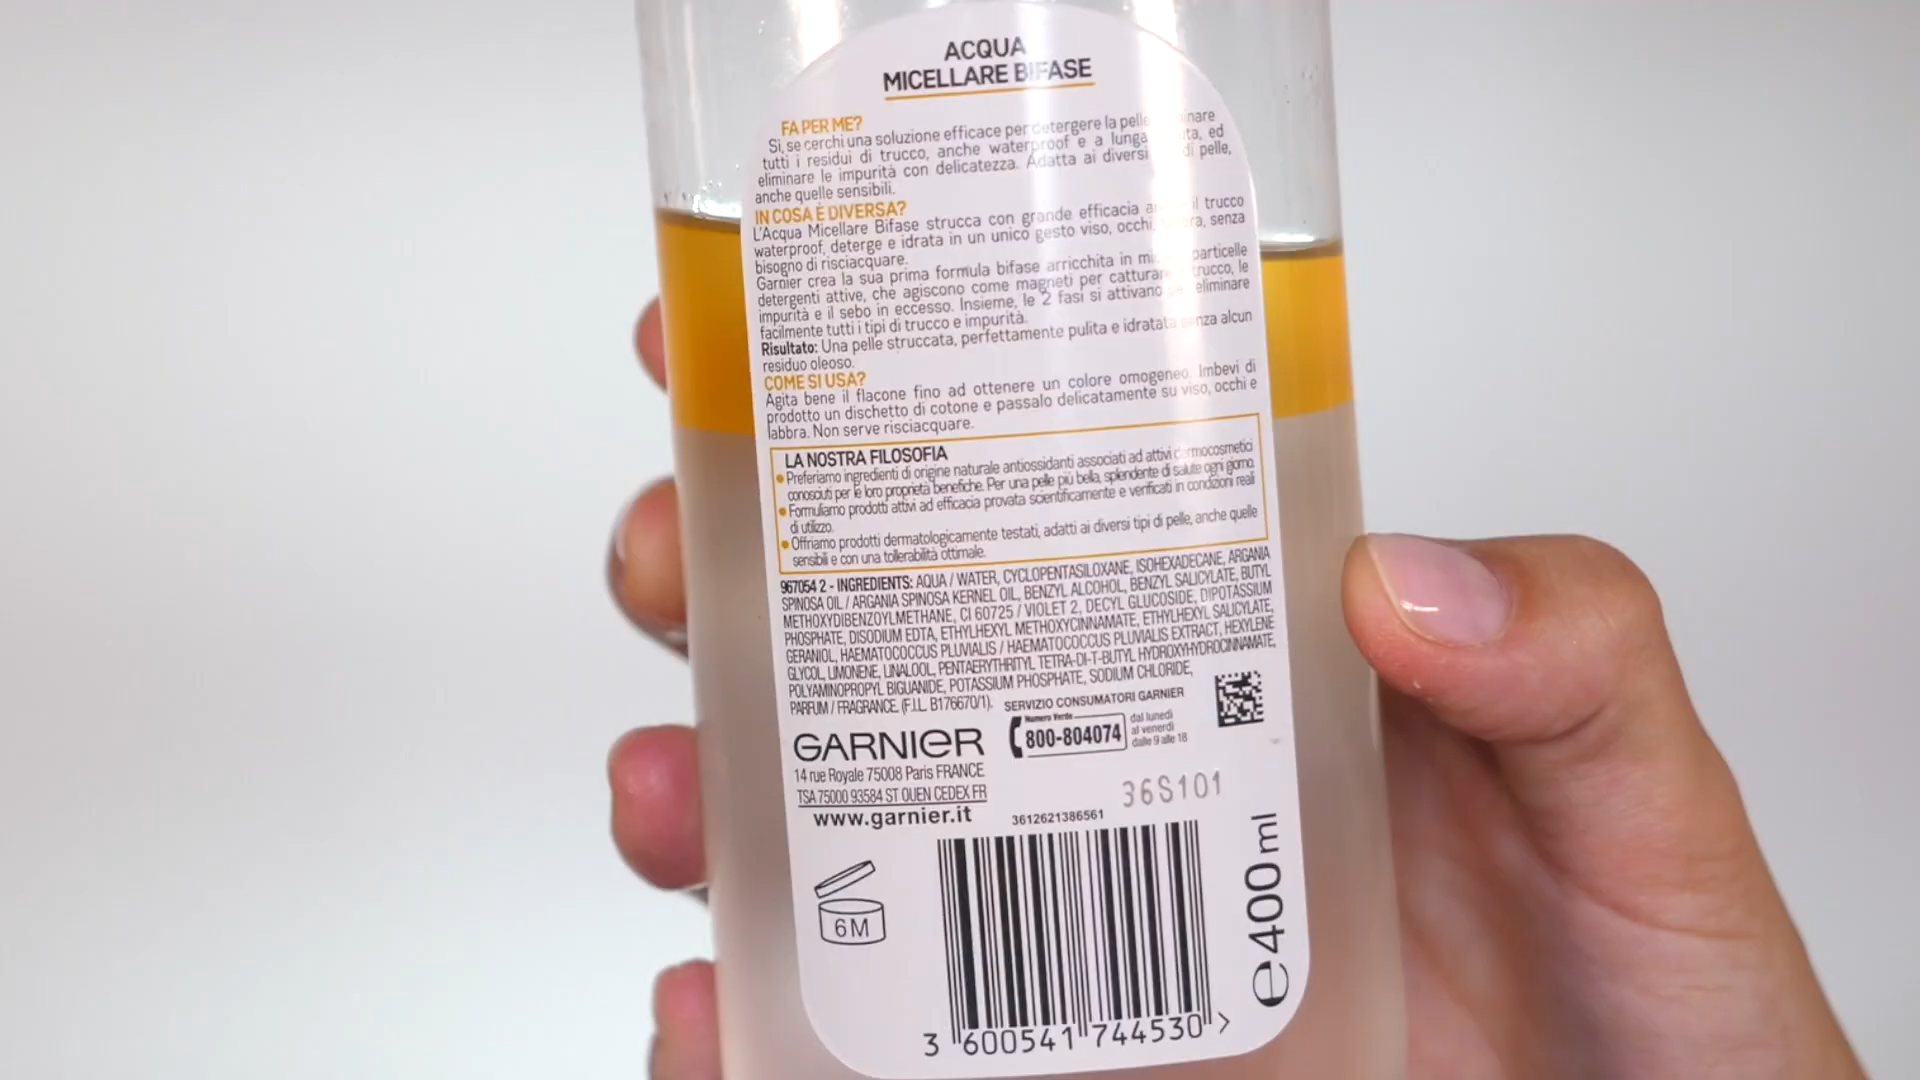 ACQUA
MICELLARE BIFASE
FA PER ME?
Sì, se cerchi una soluzione efficace per detergere la pelle
tutti i residui di trucco, anche waterproof e a lunga ed
eliminare le impurità con delicatezza. Adatta ai diversi di pelle,
anche quelle sensibili.
IN COSA È DIVERSA?
L'Acqua Micellare Bifase strucca con grande efficacia il trucco
waterproof, deterge e idrata in un unico gesto viso, occhi, senza
bisogno di risciacquare.
Garnier crea la sua prima formula bifase arricchita in particelle
detergenti attive, che agiscono come magneti per catturare trucco, le
impurità e il sebo in eccesso. Insieme, le 2 fasi si attivano eliminare
facilmente tutti i tipi di trucco e impurità.
Risultato: Una pelle struccata, perfettamente pulita e idratata senza alcun
residuo oleoso.
COME SI USA?
Agita bene il flacone fino ad ottenere un colore omogeneo. Imbevi di
prodotto un dischetto di cotone e passalo delicatamente su viso, occhi e
labbra. Non serve risciacquare.
LA NOSTRA FILOSOFIA
• Preferiamo ingredienti di origine naturale antiossidanti associati ad attivi dermocosmetici
conosciuti per le loro proprietà benefiche. Per una pelle più bella, splendente di salute ogni giorno.
• Formuliamo prodotti attivi ad efficacia provata scientificamente e verificati in condizioni reali
di utilizzo.
• Offriamo prodotti dermatologicamente testati, adatti ai diversi tipi di pelle, anche quelle
sensibili e con una tollerabilità ottimale.
967054 2 - INGREDIENTS: AQUA / WATER, CYCLOPENTASILOXANE, ISOHEXADECANE, ARGANIA
SPINOSA OIL / ARGANIA SPINOSA KERNEL OIL, BENZYL ALCOHOL, BENZYL SALICYLATE, BUTYL
METHOXYDIBENZOYLMETHANE, CI 60725 / VIOLET 2, DECYL GLUCOSIDE, DIPOTASSIUM
PHOSPHATE, DISODIUM EDTA, ETHYLHEXYL METHOXYCINNAMATE, ETHYLHEXYL SALICYLATE,
GERANIOL, HAEMATOCOCCUS PLUVIALIS / HAEMATOCOCCUS PLUVIALIS EXTRACT, HEXYLENE
GLYCOL, LIMONENE, LINALOOL, PENTAERYTHRITYL TETRA-DI-T-BUTYL HYDROXYHYDROCINNAMATE,
POLYAMINOPROPYL BIGUANIDE, POTASSIUM PHOSPHATE, SODIUM CHLORIDE,
PARFUM / FRAGRANCE. (F.I.L. B176670/1).
SERVIZIO CONSUMATORI GARNIER
Numero Verde
800-804074
dal lunedì
al venerdì
dalle 9 alle 18
GARNIER
14 rue Royale 75008 Paris FRANCE
TSA 75000 93584 ST OUEN CEDEX FR
www.garnier.it
36S101
3612621386561
6M
e400 ml
3 600541 744530 >